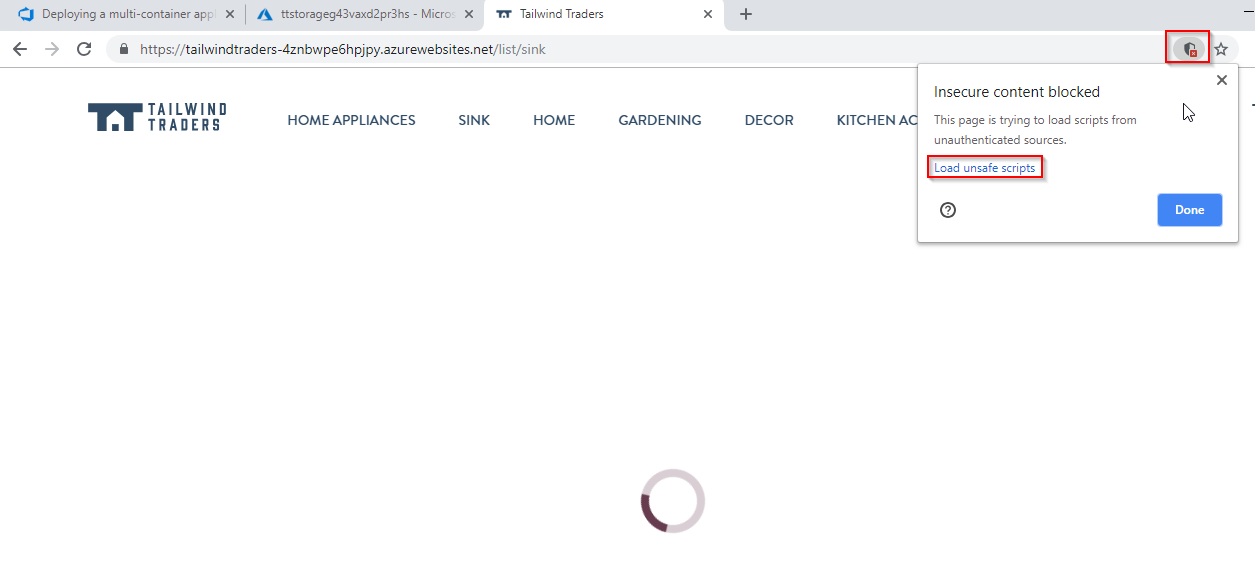 Deploying a multi-container appl
ttstorageg43vaxd2pr3hs - Micros
Tailwind Traders
https://tailwindtraders-4znbwpe6hpjpy.azurewebsites.net/list/sink
TAILWIND
TRADERS
HOME APPLIANCES SINK HOME GARDENING DECOR KITCHEN AC
Insecure content blocked
This page is trying to load scripts from
unauthenticated sources.
Load unsafe scripts
Done